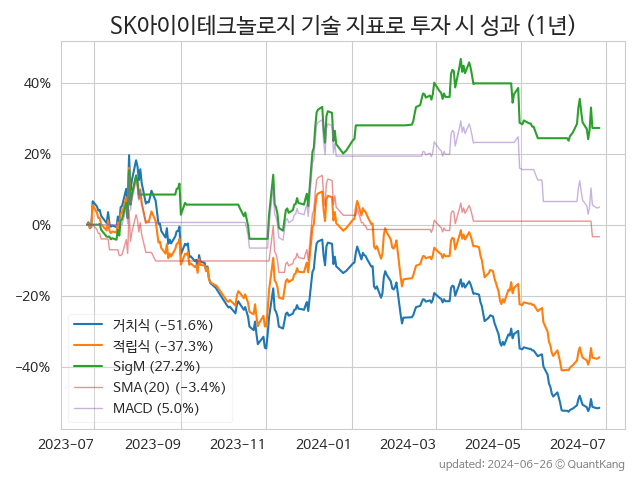 SK아이이테크놀로지 기술 지표로 투자 시 성과 (1년)
40%
20%
0%
−20%
−40%
거치식 (−51.6%)
적립식 (−37.3%)
SigM (27.2%)
SMA(20) (−3.4%)
MACD (5.0%)
2023-07 2023-09 2023-11 2024-01 2024-03 2024-05 2024-07
updated: 2024-06-26 ⓒ QuantKang